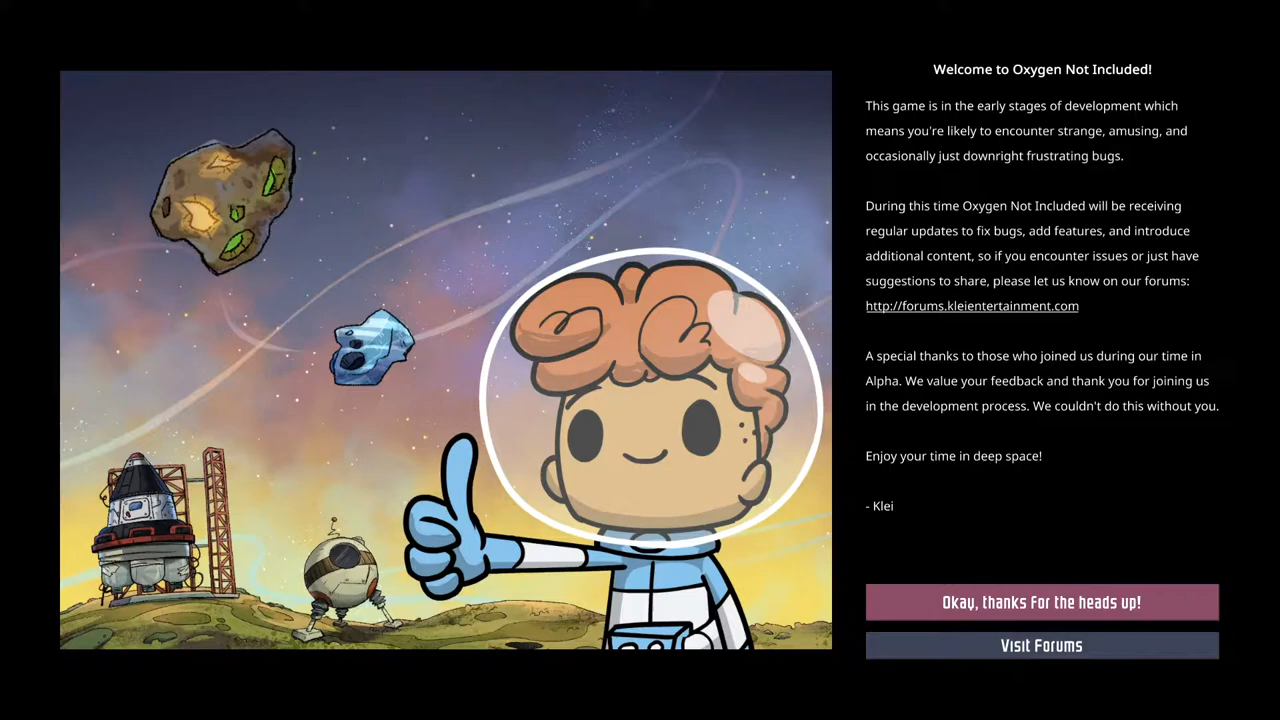 Welcome to Oxygen Not Included!
This game is in the early stages of development which
means you're likely to encounter strange, amusing, and
occasionally just downright frustrating bugs.
During this time Oxygen Not Included will be receiving
regular updates to fix bugs, add features, and introduce
additional content, so if you encounter issues or just have
suggestions to share, please let us know on our forums:
http://forums.kleientertainment.com
A special thanks to those who joined us during our time in
Alpha. We value your feedback and thank you for joining us
in the development process. We couldn't do this without you.
Enjoy your time in deep space!
- Klei
Okay, thanks for the heads up!
Visit Forums